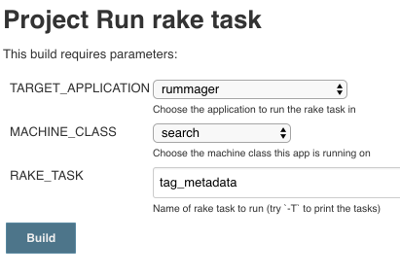 Project Run rake task
This build requires parameters:
TARGET_APPLICATION rummager
Choose the application to run the rake task in
MACHINE_CLASS search
Choose the machine class this app is running on
RAKE_TASK tag_metadata
Name of rake task to run (try `-T` to print the tasks)
Build